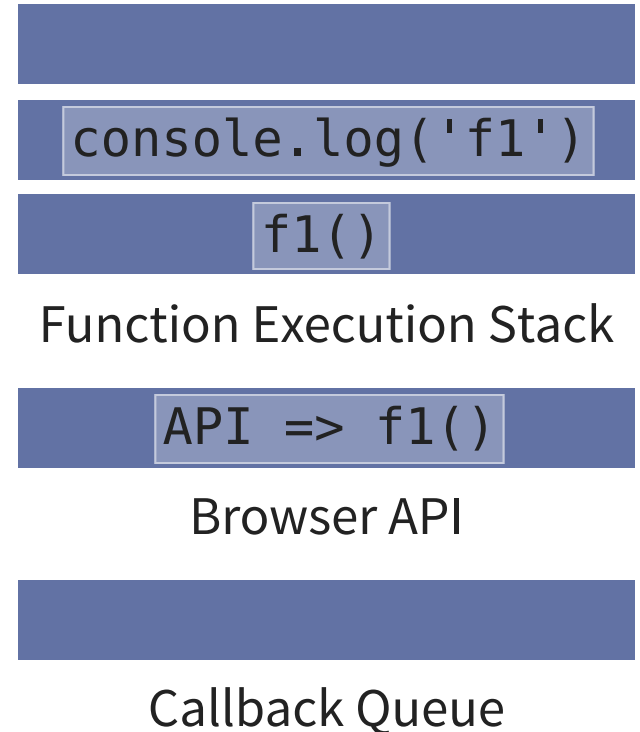 console.log('f1')
f1()
Function Execution Stack
API => f1()
Browser API
Callback Queue